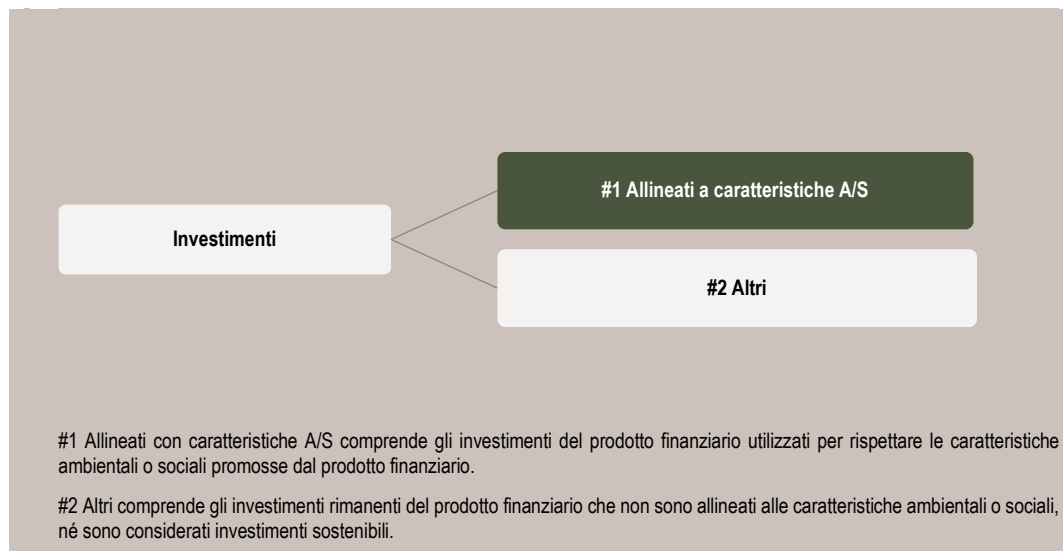 #1 Allineati a caratteristiche A/S
Investimenti
#2 Altri
#1 Allineati con caratteristiche A/S comprende gli investimenti del prodotto finanziario utilizzati per rispettare le caratteristiche
ambientali o sociali promosse dal prodotto finanziario.
#2 Altri comprende gli investimenti rimanenti del prodotto finanziario che non sono allineati alle caratteristiche ambientali o sociali,
né sono considerati investimenti sostenibili.